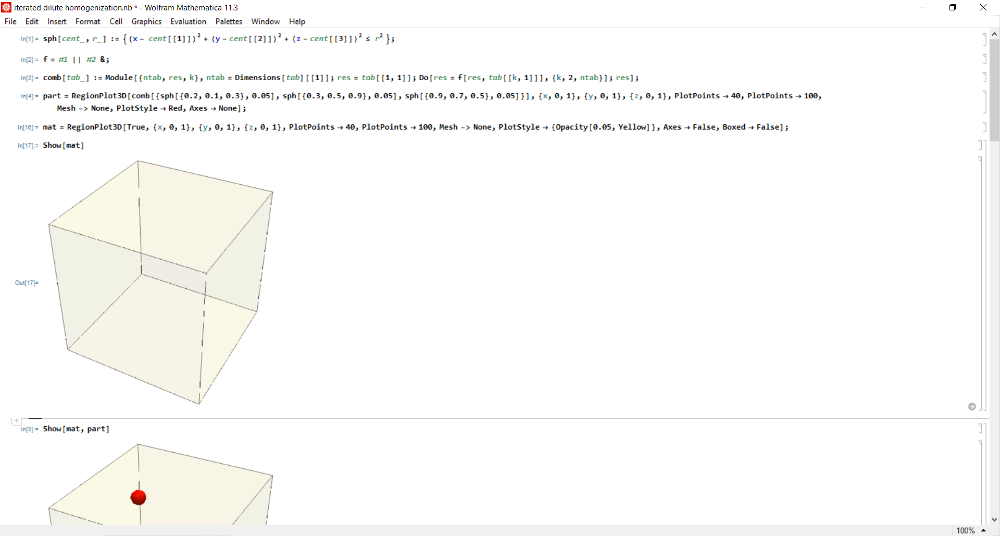 iterated dilute homogenization.nb * - Wolfram Mathematica 11.3
File Edit Insert Format Cell Graphics Evaluation Palettes Window Help
In[1]:= sph[cent_, r_] := {(x - cent[[1]])² + (y - cent[[2]])² + (z - cent[[3]])² ≤ r²};
In[2]:= f = #1 || #2 &;
In[3]:= comb[tab_] := Module[{ntab, res, k}, ntab = Dimensions[tab][[1]]; res = tab[[1, 1]]; Do[res = f[res, tab[[k, 1]]], {k, 2, ntab}]; res];
In[4]:= part = RegionPlot3D[comb[{sph[{0.2, 0.1, 0.3}, 0.05], sph[{0.3, 0.5, 0.9}, 0.05], sph[{0.9, 0.7, 0.5}, 0.05]}], {x, 0, 1}, {y, 0, 1}, {z, 0, 1}, PlotPoints → 40, PlotPoints → 100,
Mesh -> None, PlotStyle → Red, Axes → None];
In[16]:= mat = RegionPlot3D[True, {x, 0, 1}, {y, 0, 1}, {z, 0, 1}, PlotPoints → 40, PlotPoints → 100, Mesh -> None, PlotStyle → {Opacity[0.05, Yellow]}, Axes → False, Boxed → False];
In[17]:= Show[mat]
Out[17]=
In[9]:= Show[mat, part]
100%